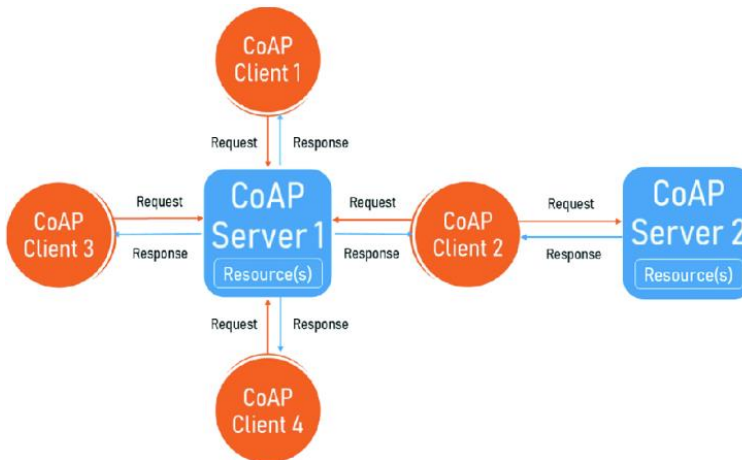 CoAP
Client 1
Request
Response
CoAP
Client 3
Request
Response
CoAP
Server 1
Resource(s)
Request
Response
CoAP
Client 2
Request
Response
CoAP
Server 2
Resource(s)
Request
Response
CoAP
Client 4